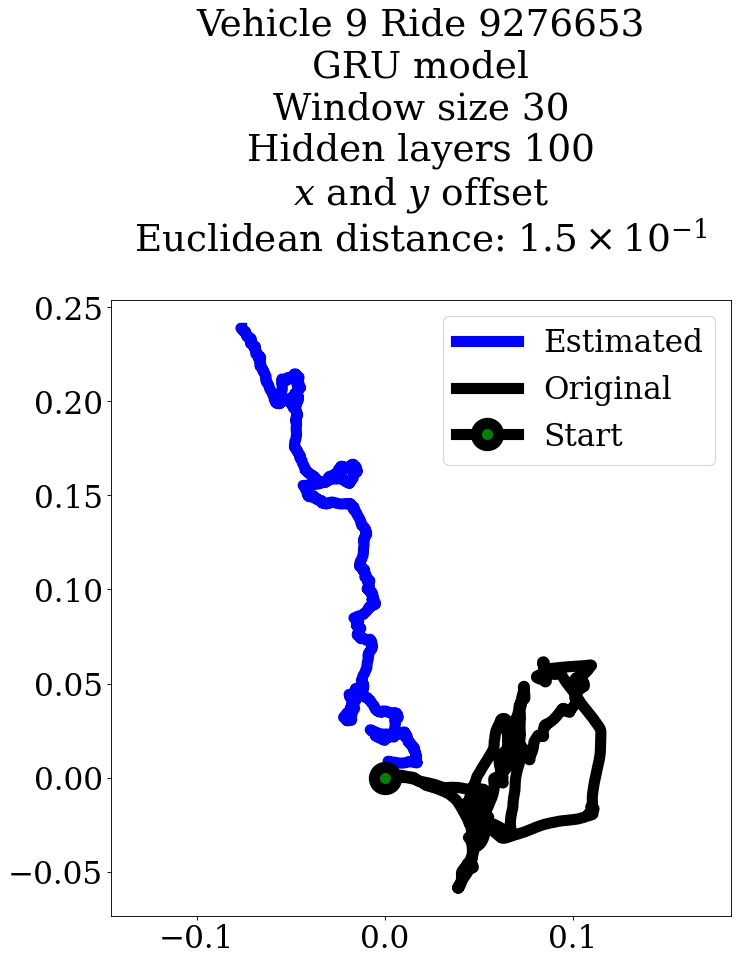 Vehicle 9 Ride 9276653
GRU model
Window size 30
Hidden layers 100
x and y offset
Euclidean distance: 1.5 × 10⁻¹
0.25
0.20
0.15
0.10
0.05
0.00
−0.05
Estimated
Original
Start
−0.1
0.0
0.1